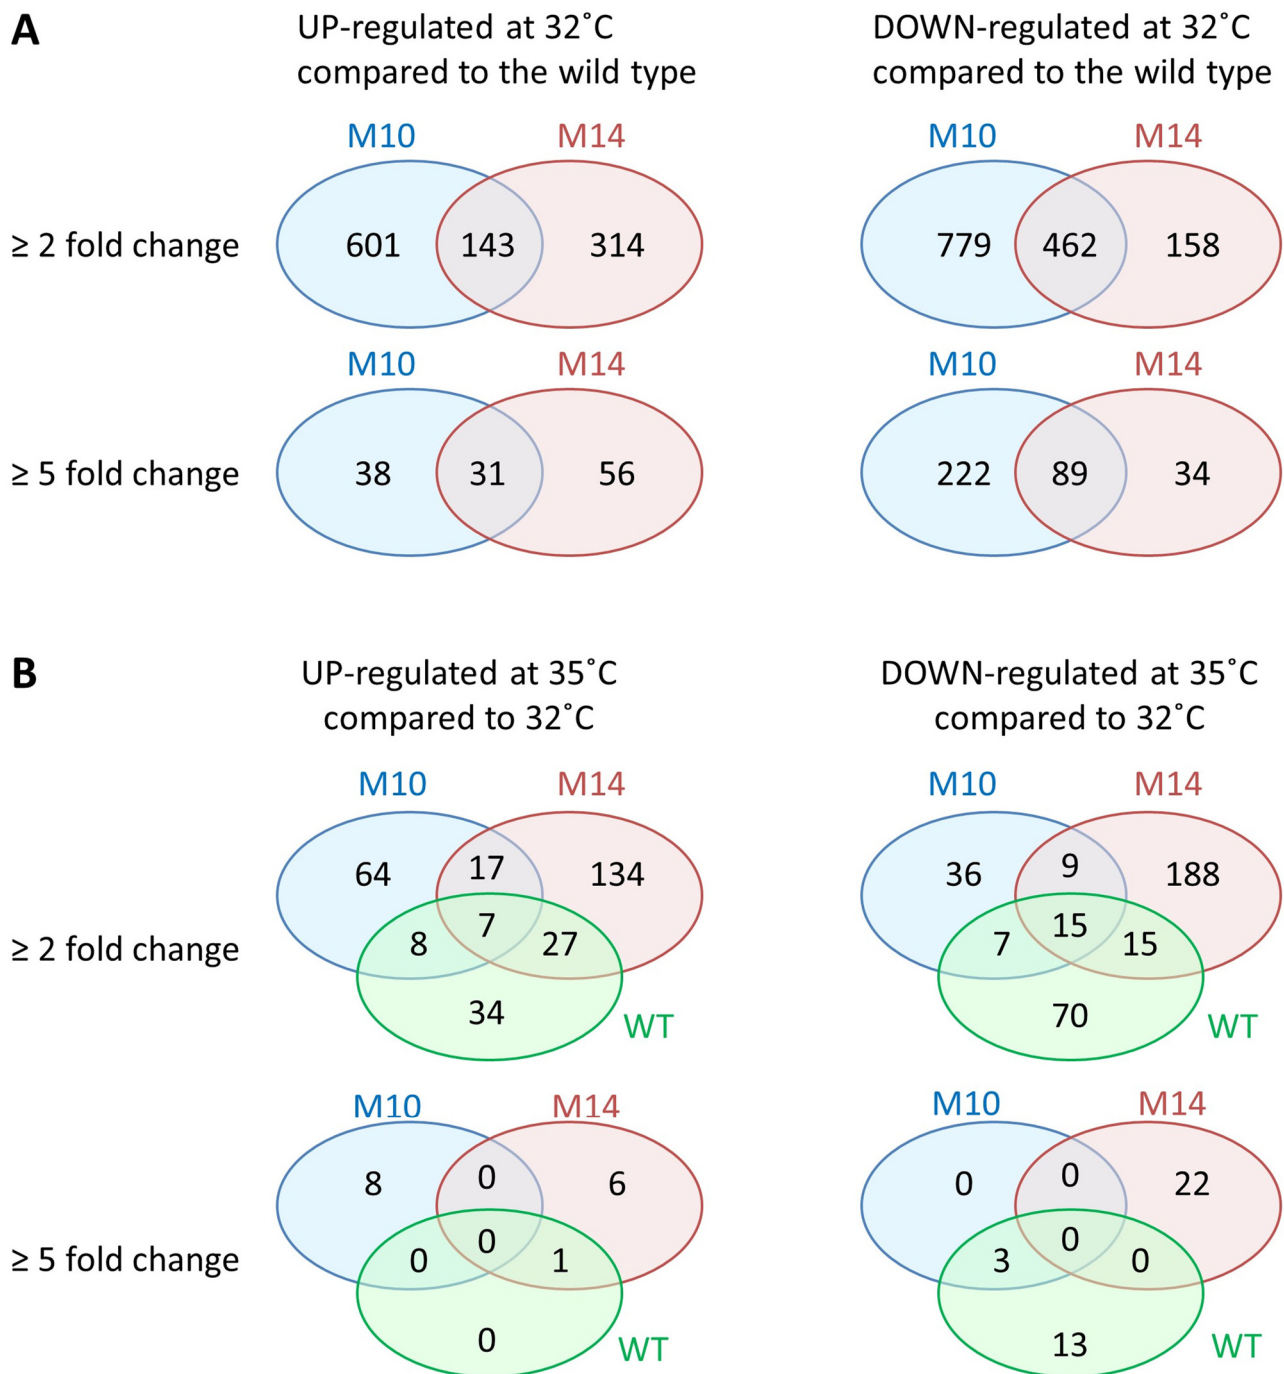 A
UP-regulated at 32˚C
compared to the wild type
DOWN-regulated at 32˚C
compared to the wild type
M10 M14 M10 M14
≥ 2 fold change 601 143 314 779 462 158
M10 M14 M10 M14
≥ 5 fold change 38 31 56 222 89 34
B
UP-regulated at 35˚C
compared to 32˚C
DOWN-regulated at 35˚C
compared to 32˚C
≥ 2 fold change
M10 M14
64 17 134
8 7 27
34
WT
M10 M14
36 9 188
7 15 15
70
WT
≥ 5 fold change
M10 M14
8 0 6
0 0 1
0
WT
M10 M14
0 0 22
3 0 0
13
WT